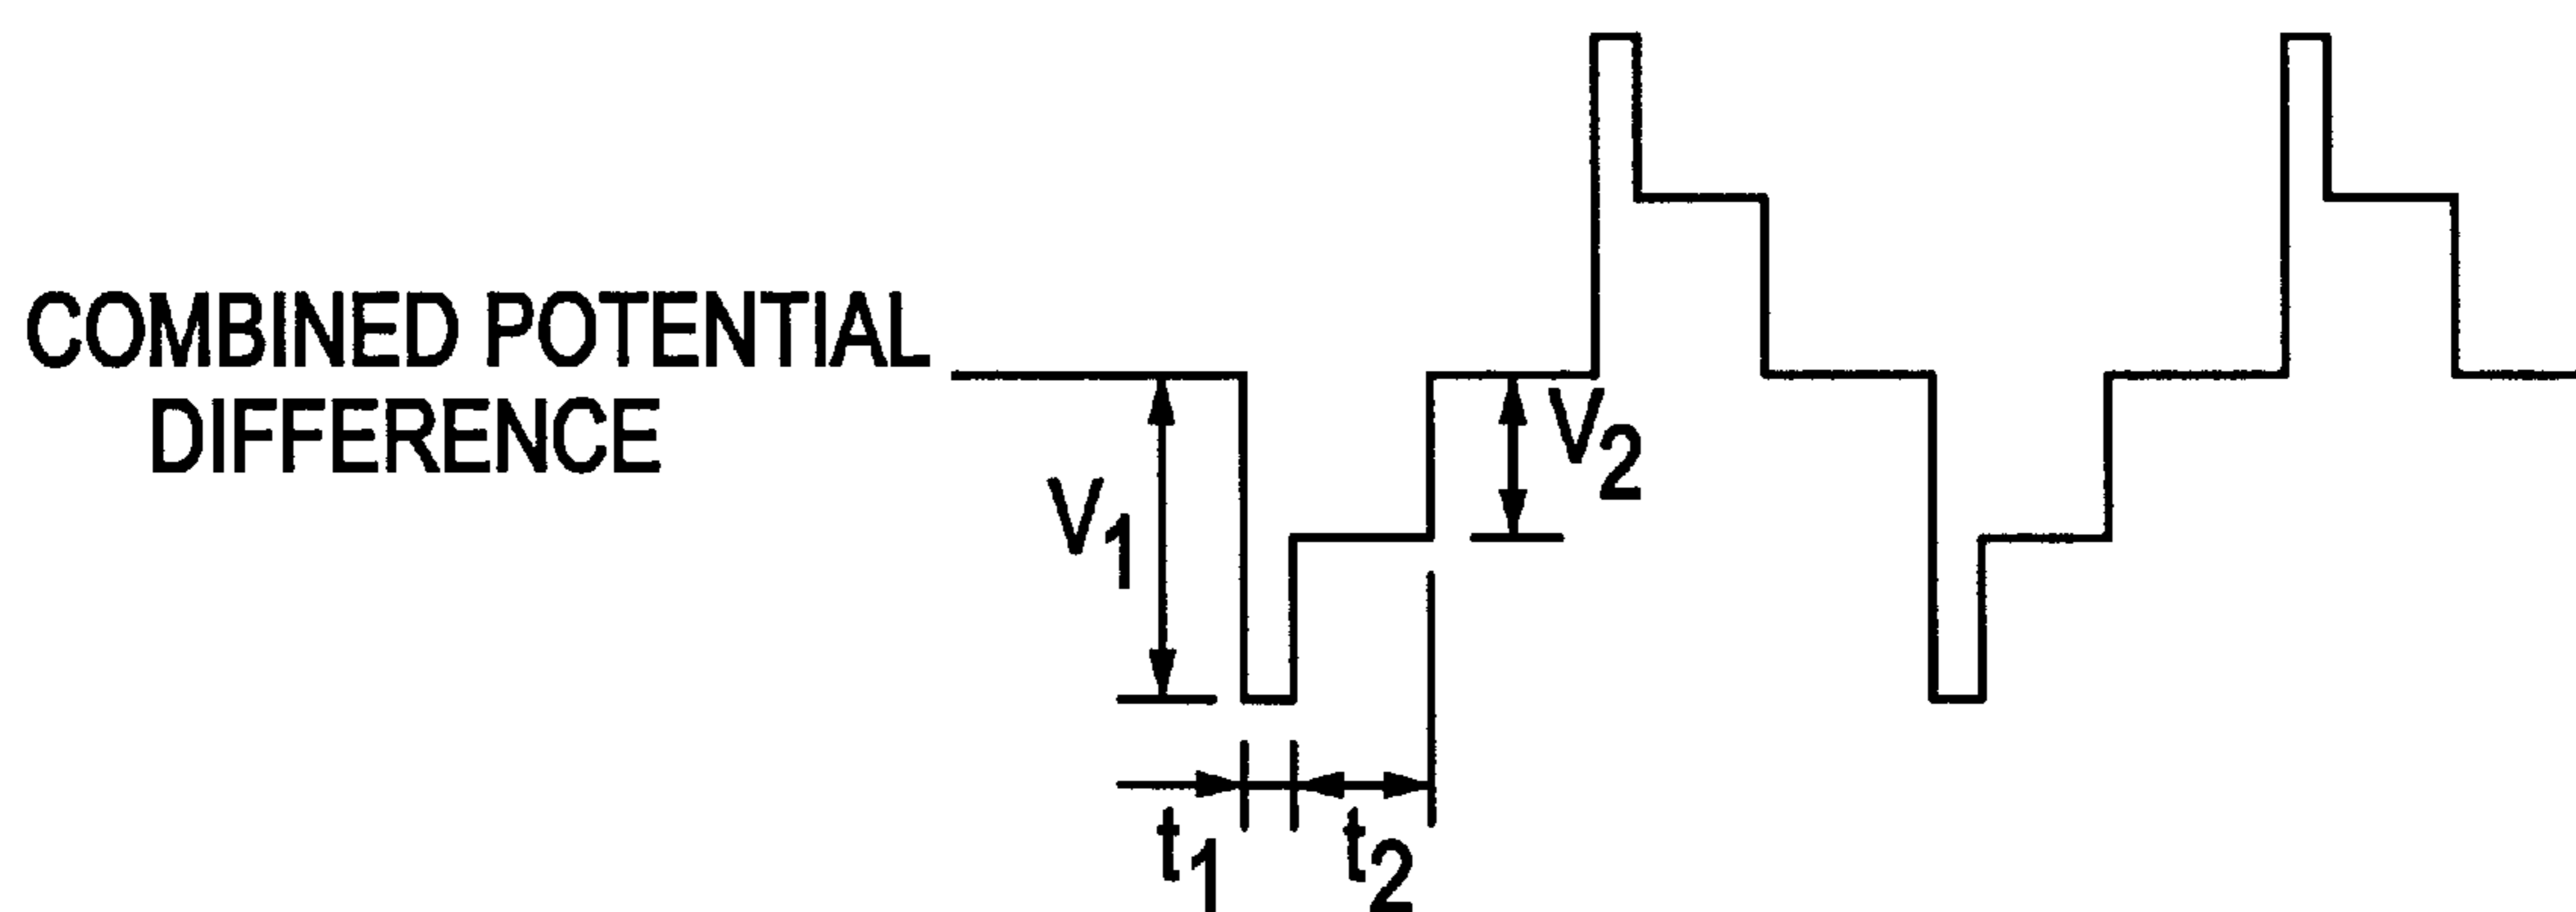 COMBINED POTENTIAL
DIFFERENCE
V1
V2
t1
t2